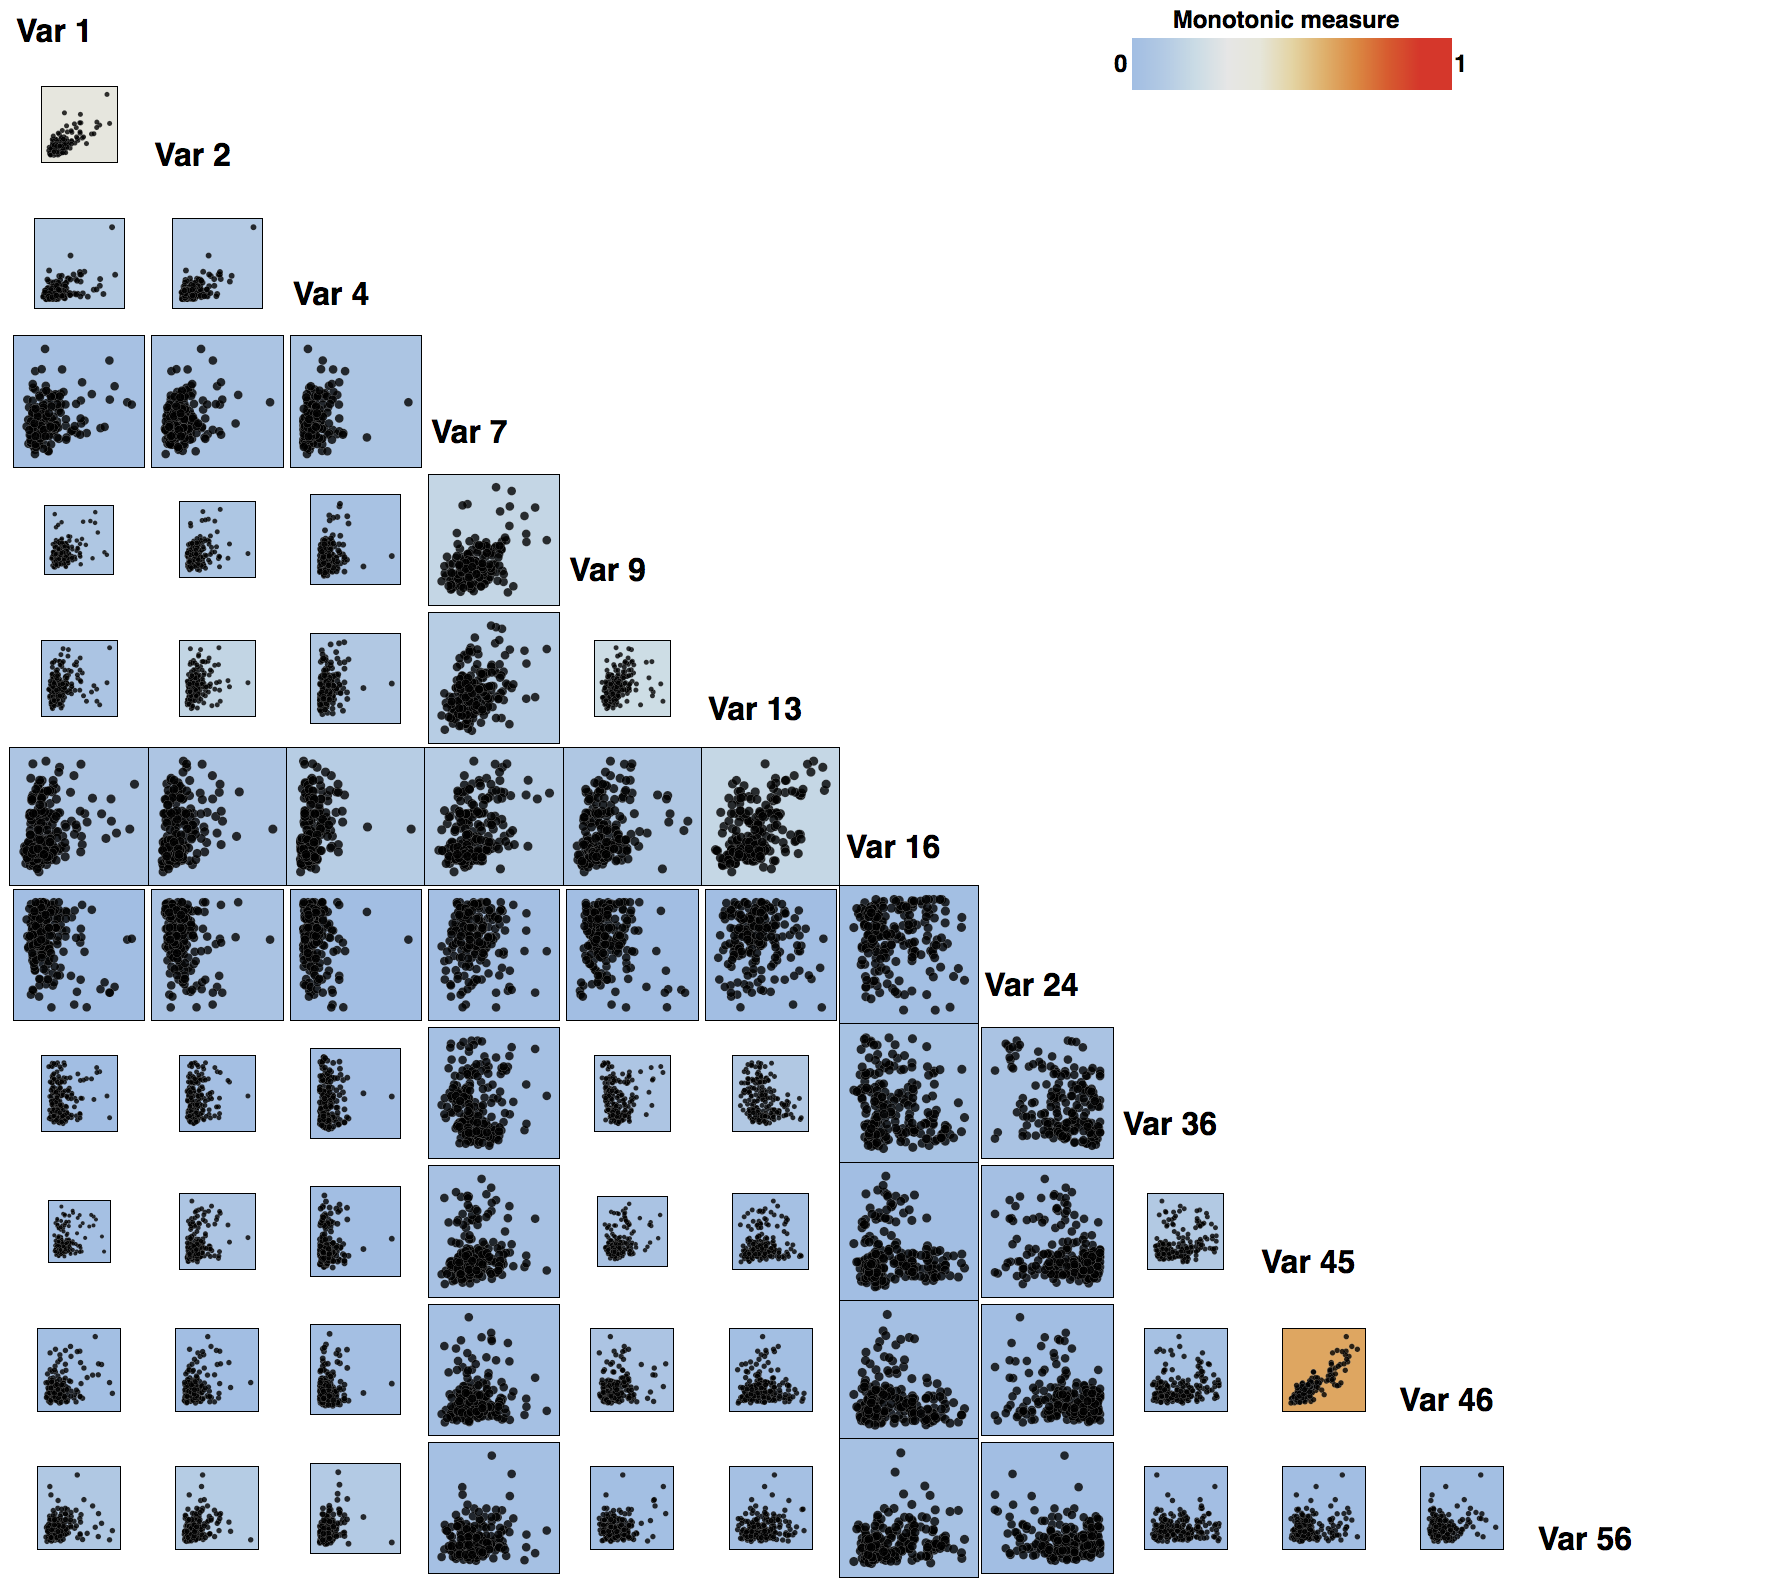 Monotonic measure
0 1
Var 1
Var 2
Var 4
Var 7
Var 9
Var 13
Var 16
Var 24
Var 36
Var 45
Var 46
Var 56